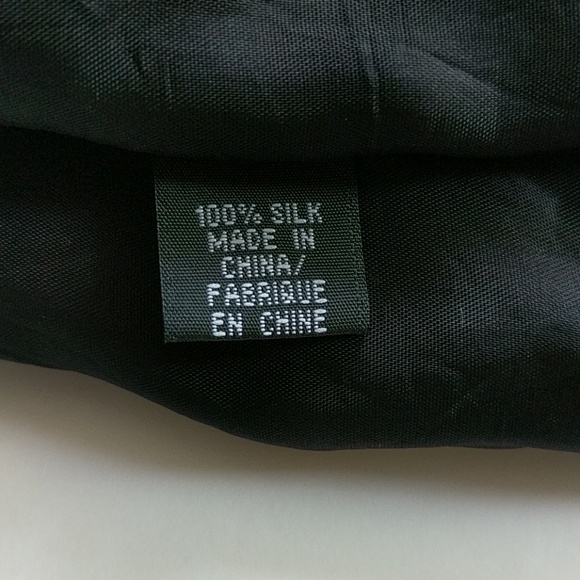 100% SILK
MADE IN
CHINA/
FABRIQUE
EN CHINE